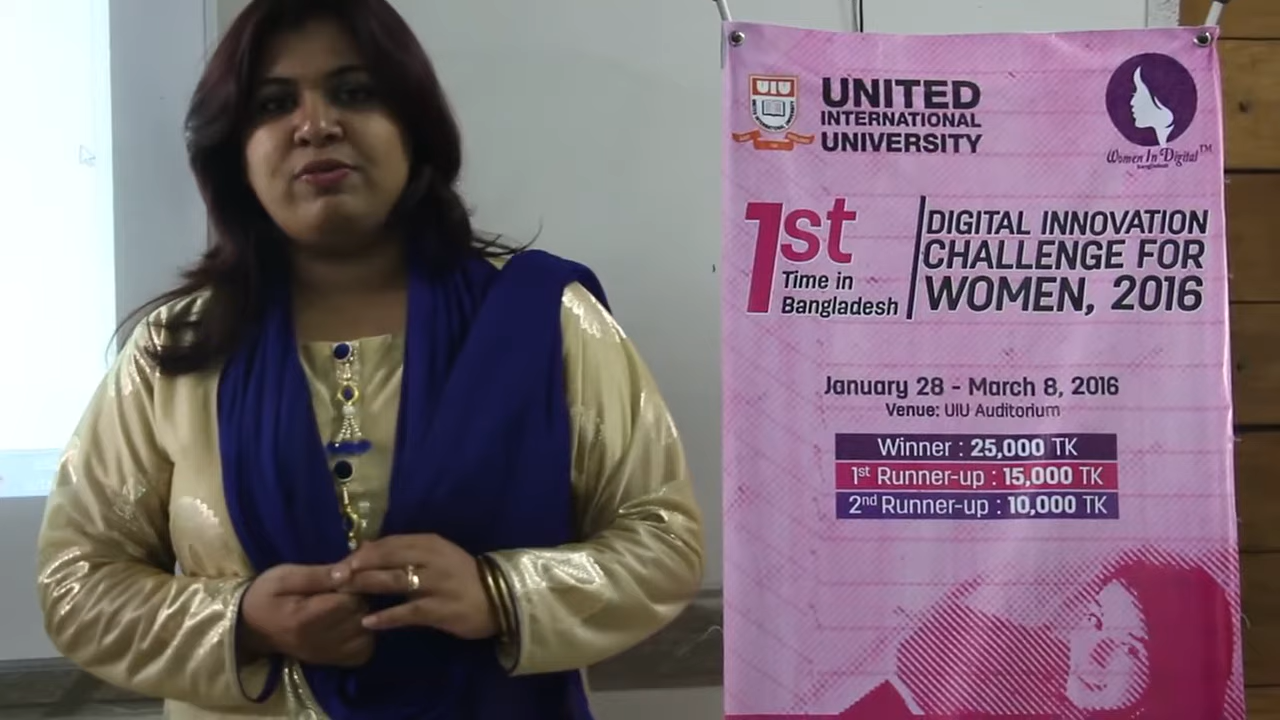 UIU
UNITED
INTERNATIONAL
UNIVERSITY
Women In Digital™
Bangladesh
1st
Time in
Bangladesh
DIGITAL INNOVATION
CHALLENGE FOR
WOMEN, 2016
January 28 - March 8, 2016
Venue: UIU Auditorium
Winner : 25,000 TK
1st Runner-up : 15,000 TK
2nd Runner-up : 10,000 TK